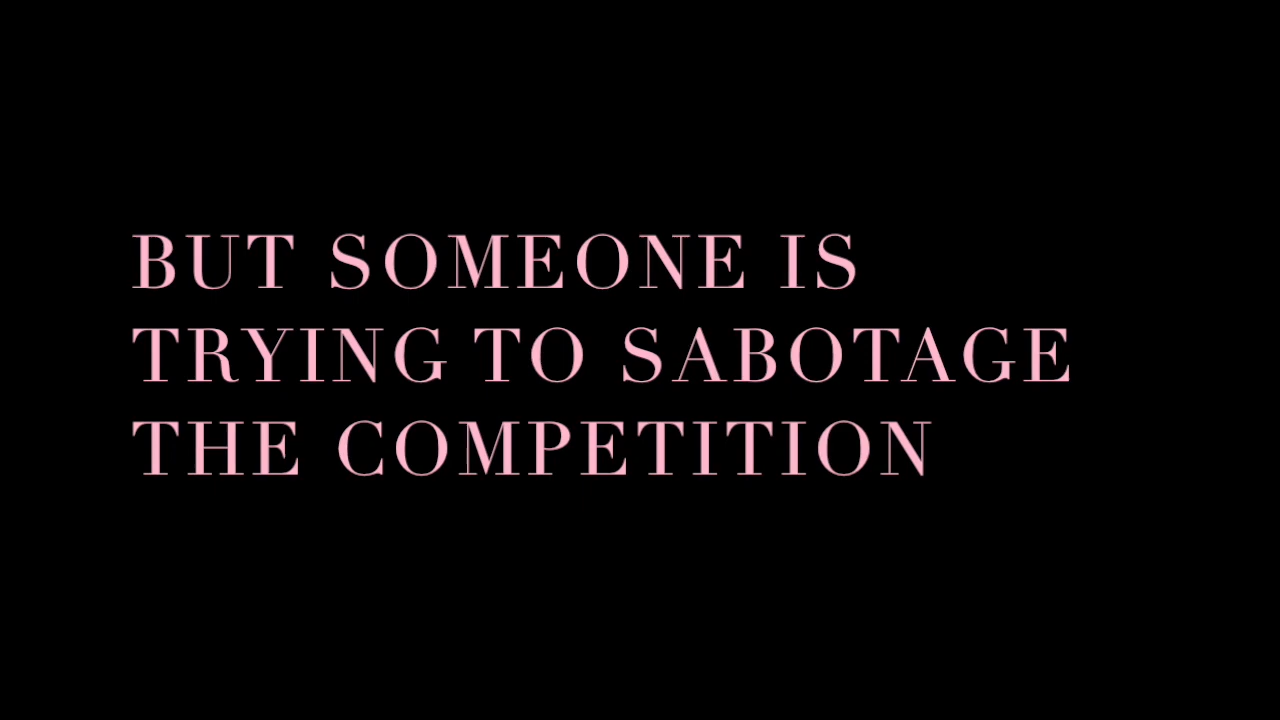 BUT SOMEONE IS
TRYING TO SABOTAGE
THE COMPETITION